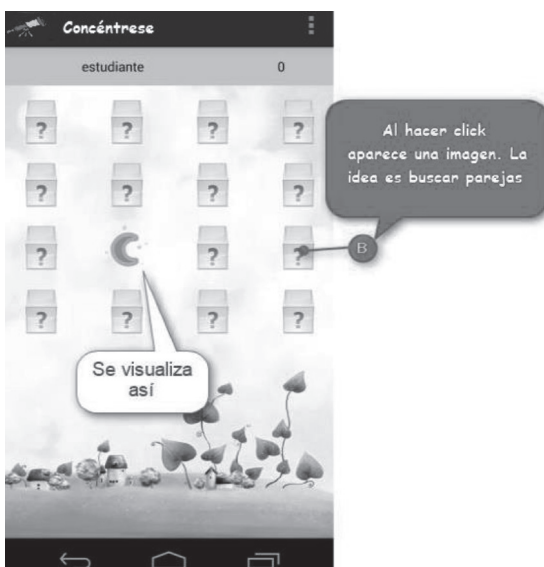 Concéntrese
estudiante 0
? ? ? ?
? ? ? ?
? ? ?
? ? ? ?
Al hacer click
aparece una imagen. La
idea es buscar parejas
B
Se visualiza
así